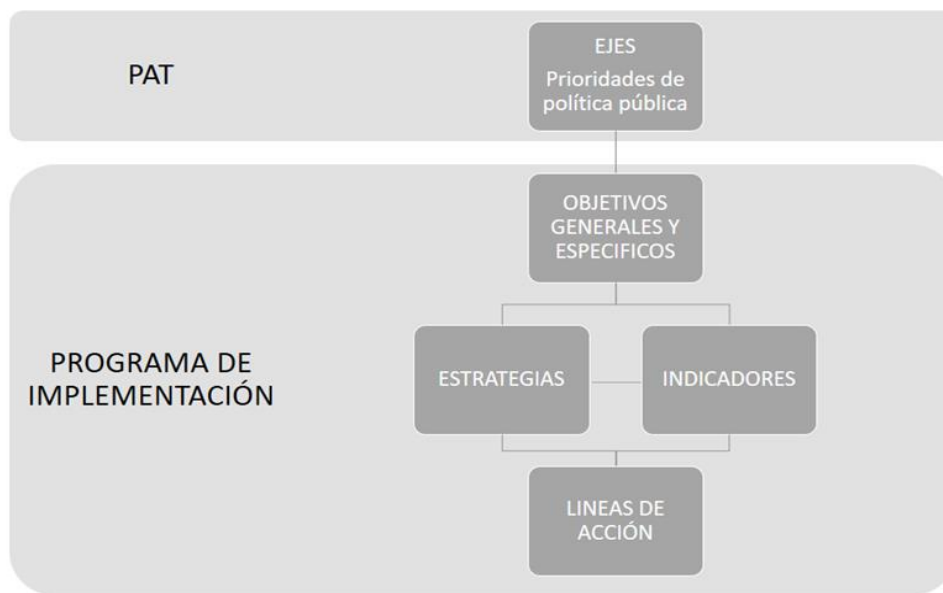 PAT
EJES
Prioridades de
política pública
OBJETIVOS
GENERALES Y
ESPECIFICOS
PROGRAMA DE
IMPLEMENTACIÓN
ESTRATEGIAS
INDICADORES
LINEAS DE
ACCIÓN